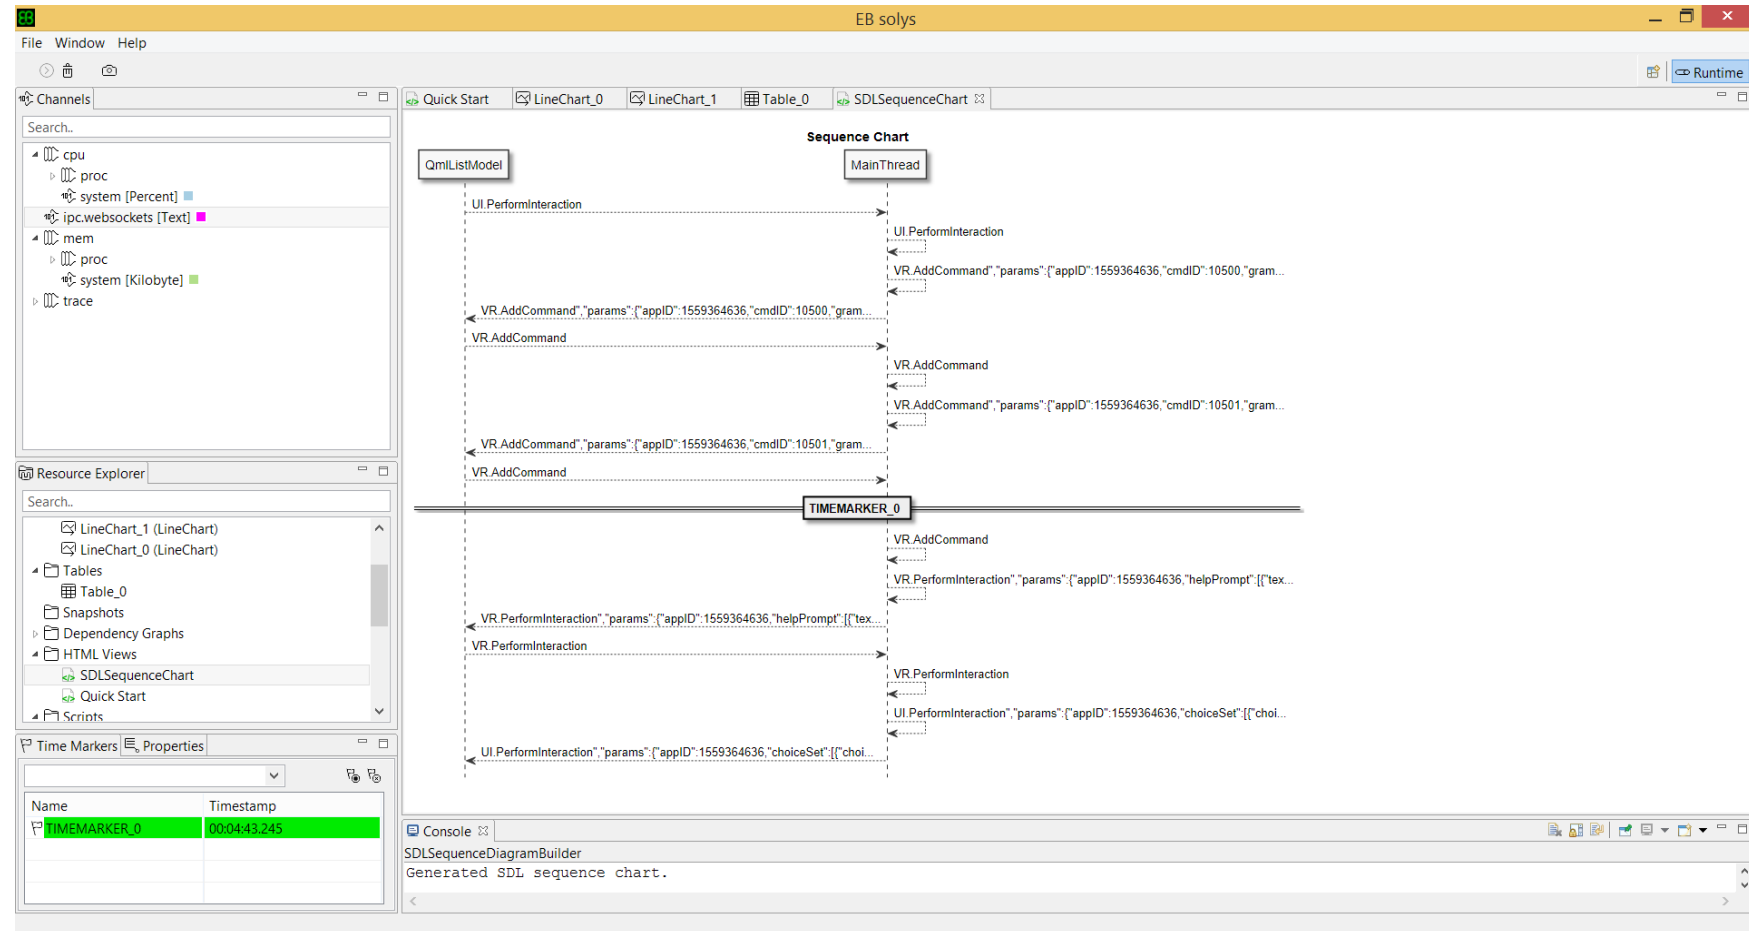 EB
EB solys
File Window Help
Runtime
Channels
Search..
cpu
proc
system [Percent]
ipc.websockets [Text]
mem
proc
system [Kilobyte]
trace
Resource Explorer
Search..
LineChart_1 (LineChart)
LineChart_0 (LineChart)
Tables
Table_0
Snapshots
Dependency Graphs
HTML Views
SDLSequenceChart
Quick Start
Scripts
Time Markers Properties
Name Timestamp
TIMEMARKER_0 00:04:43.245
Quick Start LineChart_0 LineChart_1 Table_0 SDLSequenceChart
Sequence Chart
QmlListModel MainThread
UI.PerformInteraction
UI.PerformInteraction
VR.AddCommand","params":{"appID":1559364636,"cmdID":10500,"gram...
VR.AddCommand","params":{"appID":1559364636,"cmdID":10500,"gram...
VR.AddCommand
VR.AddCommand
VR.AddCommand","params":{"appID":1559364636,"cmdID":10501,"gram...
VR.AddCommand","params":{"appID":1559364636,"cmdID":10501,"gram...
VR.AddCommand
TIMEMARKER_0
VR.AddCommand
VR.PerformInteraction","params":{"appID":1559364636,"helpPrompt":[{"tex...
VR.PerformInteraction","params":{"appID":1559364636,"helpPrompt":[{"tex...
VR.PerformInteraction
VR.PerformInteraction
UI.PerformInteraction","params":{"appID":1559364636,"choiceSet":[{"choi...
UI.PerformInteraction","params":{"appID":1559364636,"choiceSet":[{"choi...
Console
SDLSequenceDiagramBuilder
Generated SDL sequence chart.